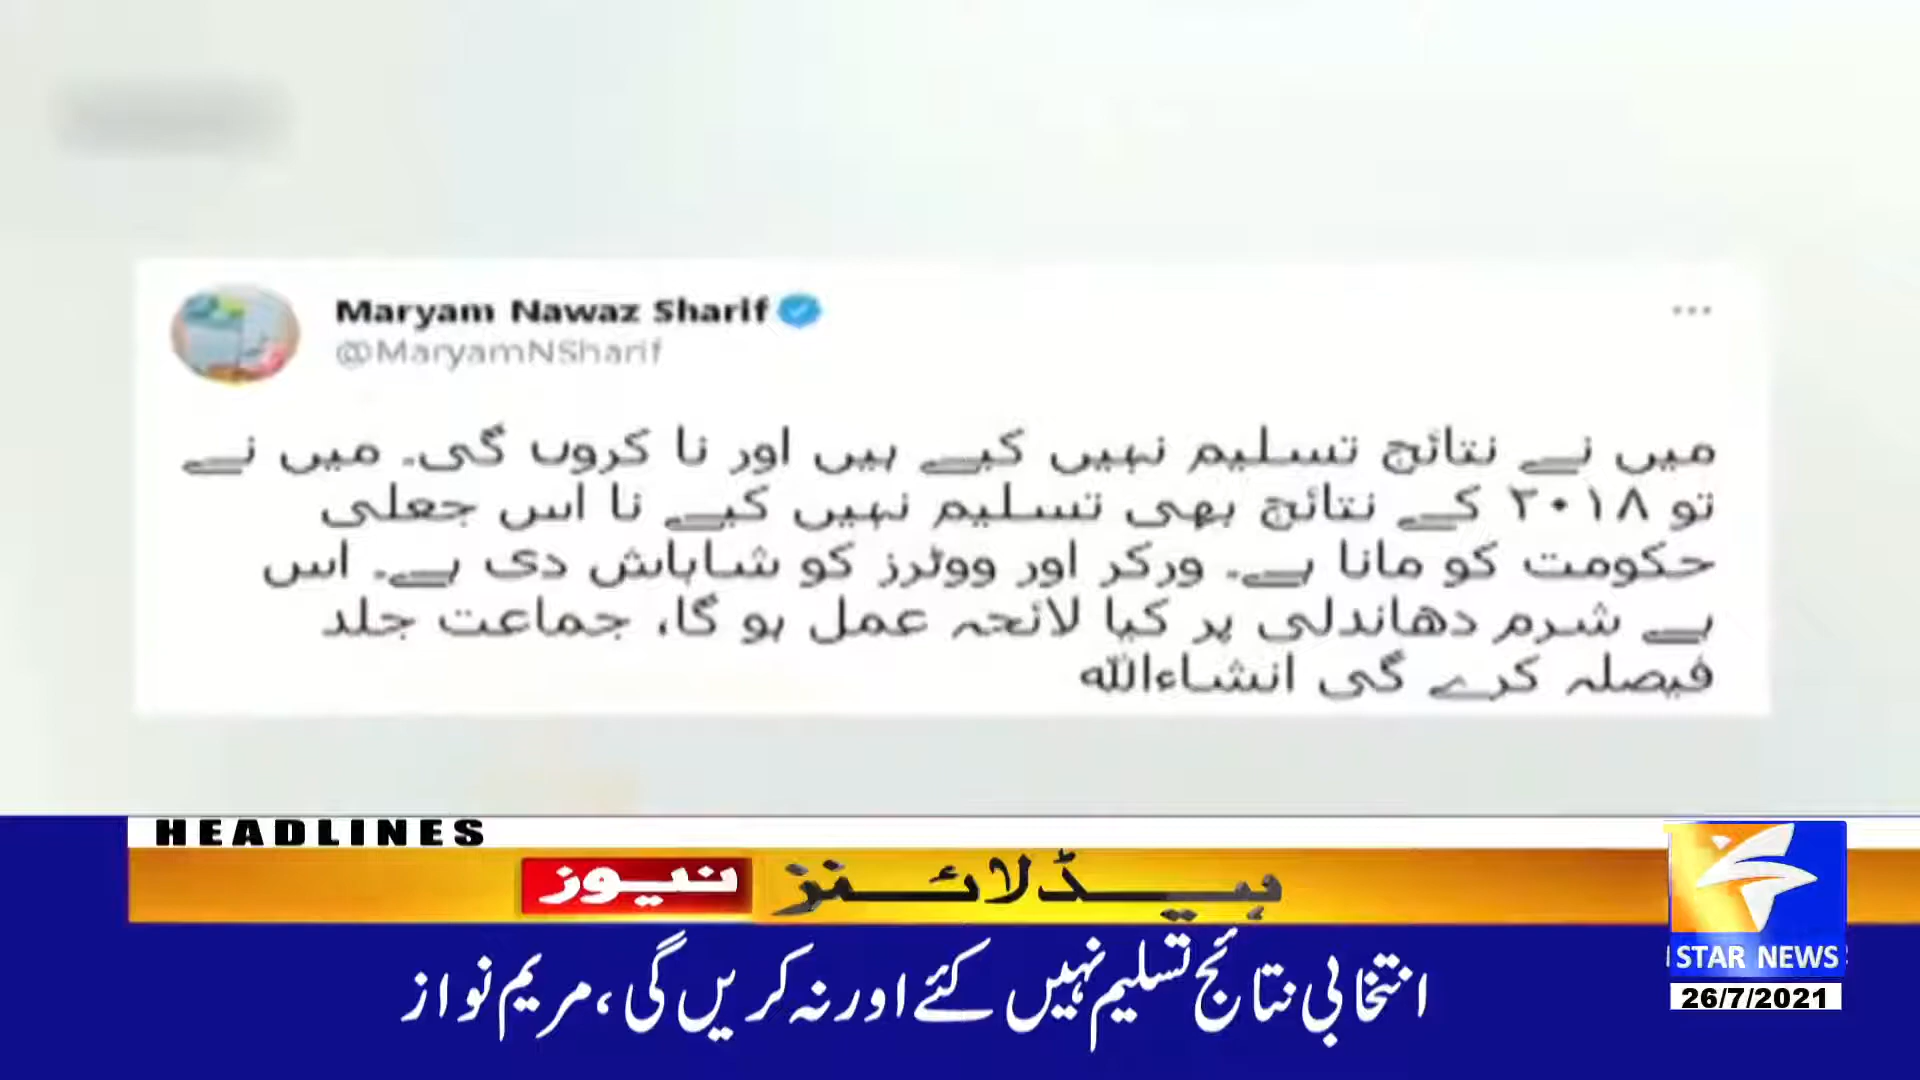 Maryam Nawaz Sharif
@MaryamNSharif
میں نے نتائج تسلیم نہیں کیے ہیں اور نا کروں گی۔ میں نے
تو ۲۰۱۸ کے نتائج بھی تسلیم نہیں کیے نا اس جعلی
حکومت کو مانا ہے۔ ورکر اور ووٹرز کو شاباش دی ہے۔ اس
بے شرم دھاندلی پر کیا لائحہ عمل ہو گا، جماعت جلد
فیصلہ کرے گی انشاءاللّٰہ
HEADLINES
ہیڈلائنز نیوز
STAR NEWS
26/7/2021
انتخابی نتائج تسلیم نہیں کئے اور نہ کریں گی، مریم نواز